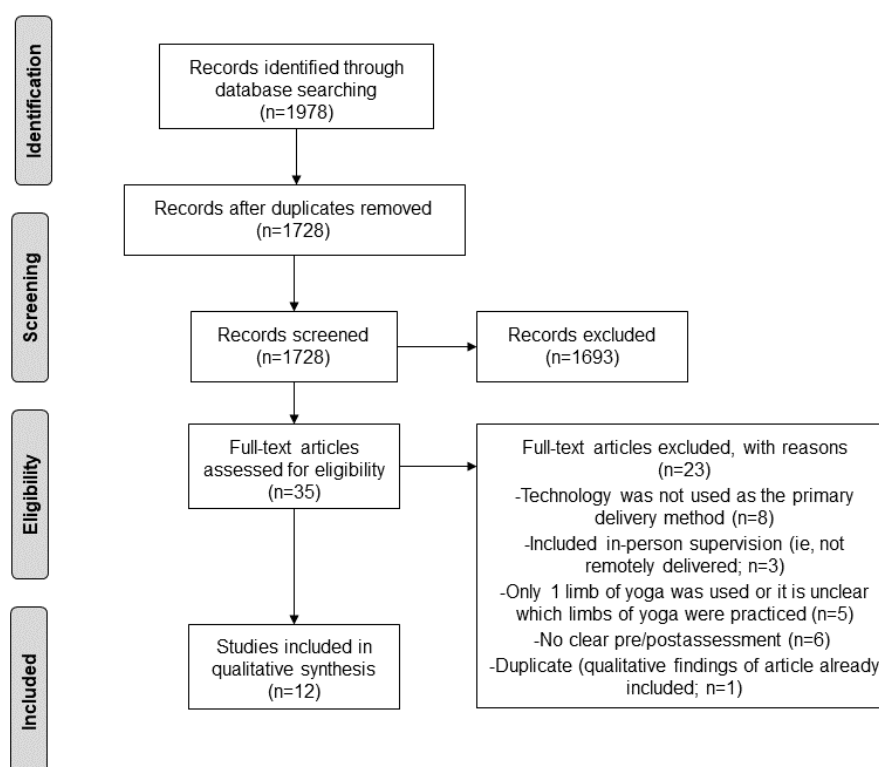 Identification
Records identified through
database searching
(n=1978)
Records after duplicates removed
(n=1728)
Screening
Records screened
(n=1728)
Records excluded
(n=1693)
Eligibility
Full-text articles
assessed for eligibility
(n=35)
Full-text articles excluded, with reasons
(n=23)
-Technology was not used as the primary
delivery method (n=8)
-Included in-person supervision (ie, not
remotely delivered; n=3)
-Only 1 limb of yoga was used or it is unclear
which limbs of yoga were practiced (n=5)
-No clear pre/postassessment (n=6)
-Duplicate (qualitative findings of article already
included; n=1)
Included
Studies included in
qualitative synthesis
(n=12)